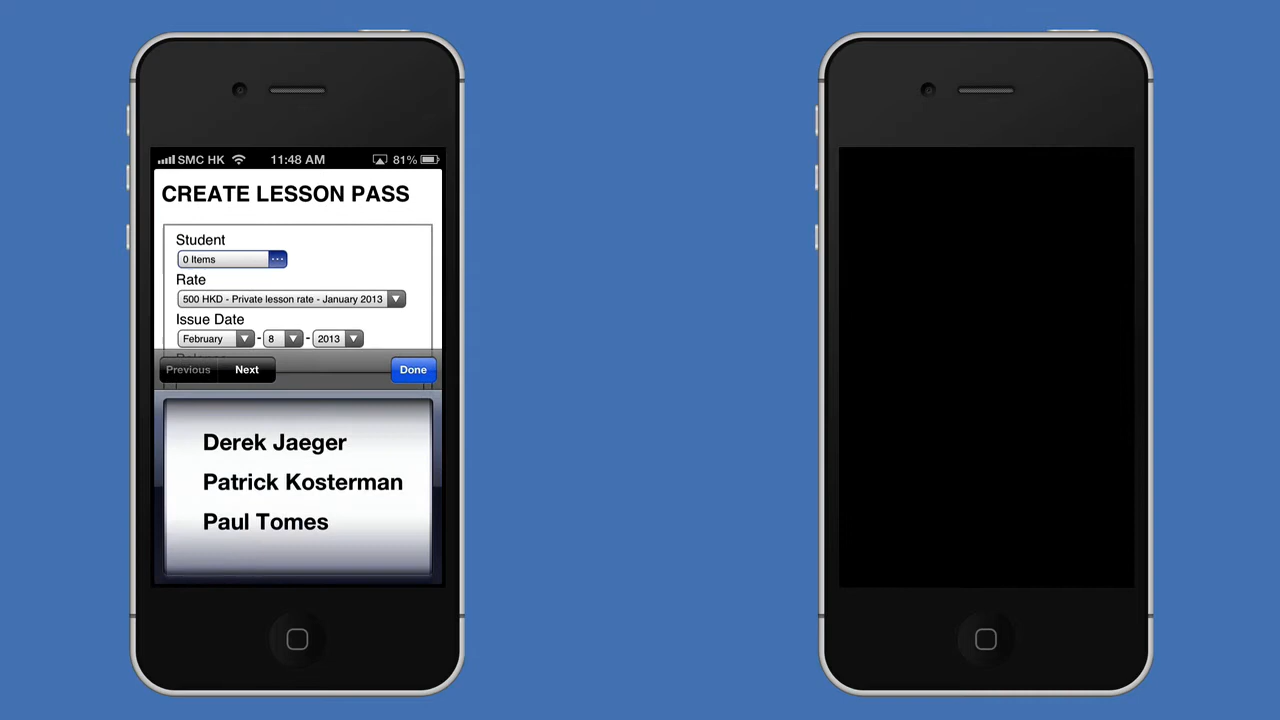 SMC HK 11:48 AM 81%
CREATE LESSON PASS
Student
0 Items ...
Rate
500 HKD - Private lesson rate - January 2013
Issue Date
February - 8 - 2013
Previous Next Done
Derek Jaeger
Patrick Kosterman
Paul Tomes